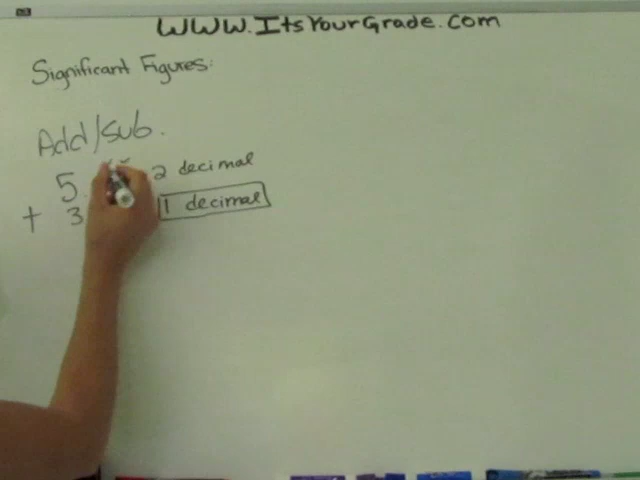 WWW.ItsYourGrade.com
Significant Figures:
Add/Sub.
5 2 decimal
+ 3 1 decimal